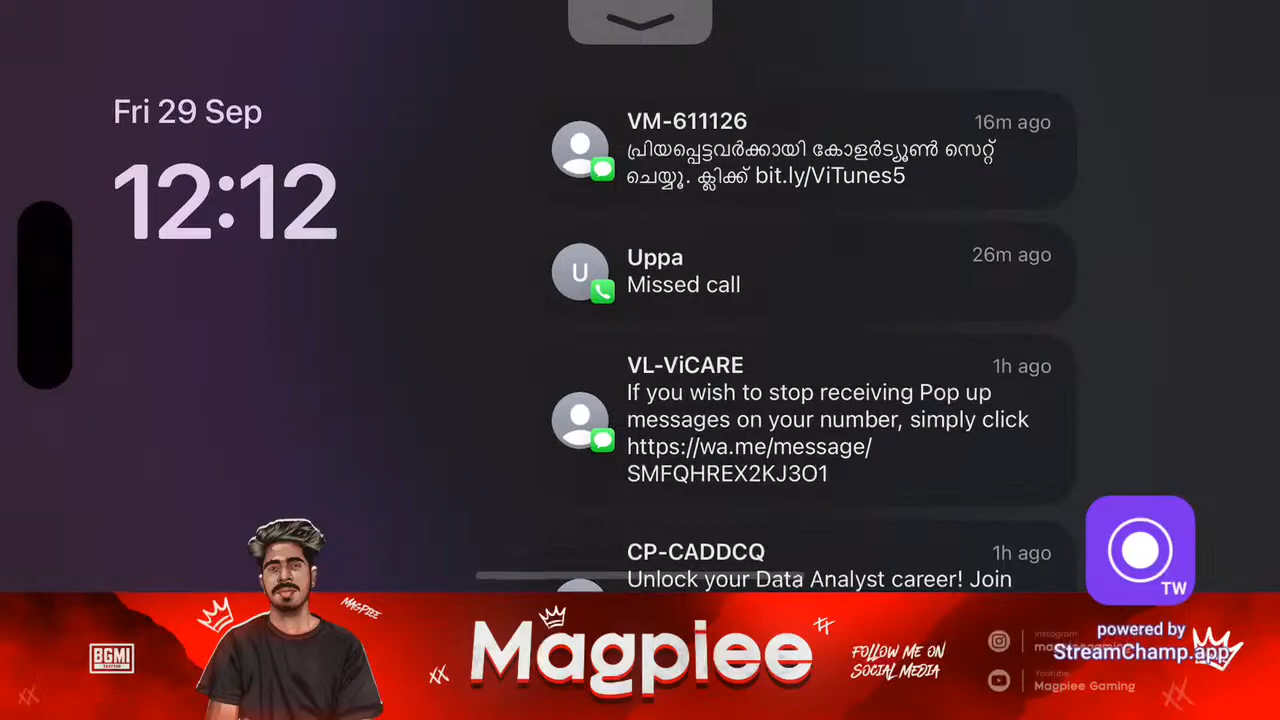 Fri 29 Sep
12:12
VM-611126
16m ago
പ്രിയപ്പെട്ടവർക്കായി കോളർട്യൂൺ സെറ്റ്
ചെയ്യൂ. ക്ലിക്ക് bit.ly/ViTunes5
U
Uppa
26m ago
Missed call
VL-ViCARE
1h ago
If you wish to stop receiving Pop up
messages on your number, simply click
https://wa.me/message/
SMFQHREX2KJ3O1
CP-CADDCQ
1h ago
Unlock your Data Analyst career! Join
TW
powered by
StreamChamp.app
BGMI
MAGPIEE
Magpiee
FOLLOW ME ON
SOCIAL MEDIA
Instagram
Youtube
Magpiee Gaming